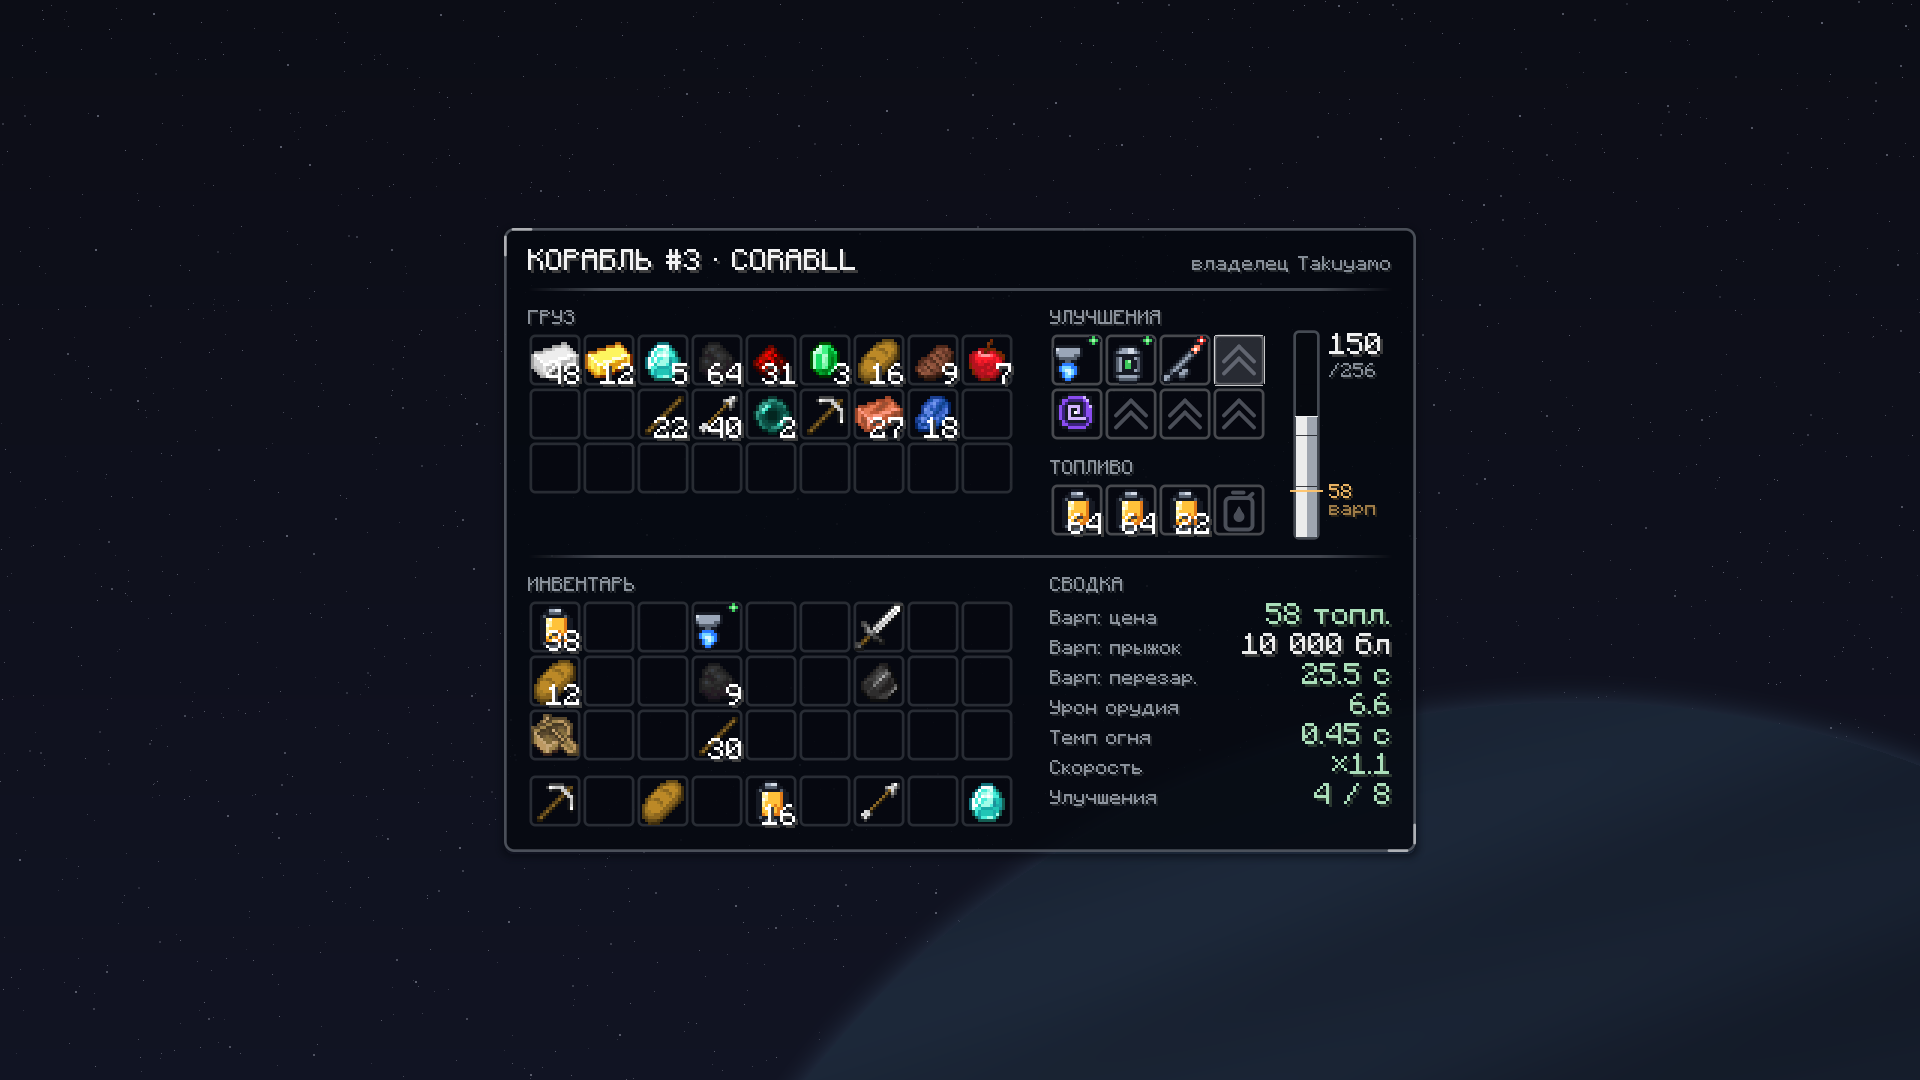 КОРАБЛЬ #3 · CORABLL
владелец Takuyamo
ГРУЗ
48 12 5 64 31 3 16 9 7
22 40 2 27 18
УЛУЧШЕНИЯ
150
/256
ТОПЛИВО
64 64 22
58
варп
ИНВЕНТАРЬ
38
12 9
30
16
СВОДКА
Варп: цена 58 топл.
Варп: прыжок 10 000 бл
Варп: перезар. 25.5 с
Урон орудия 6.6
Темп огня 0.45 с
Скорость ×1.1
Улучшения 4 / 8